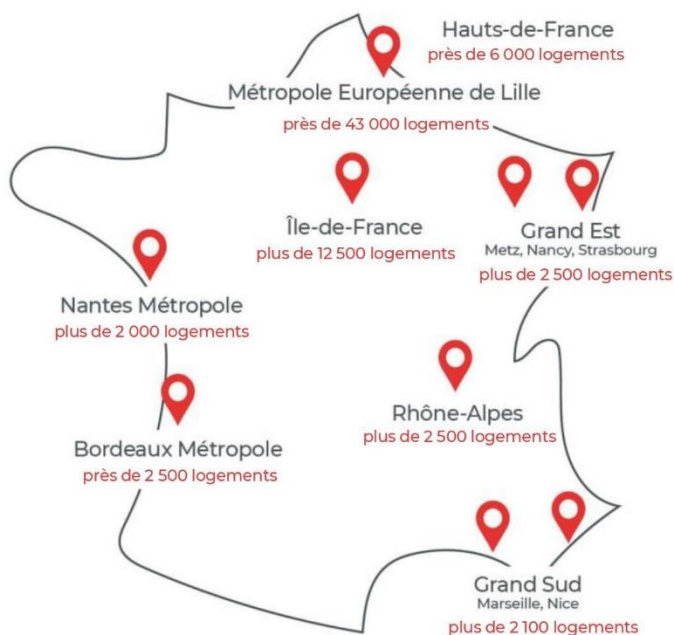 Hauts-de-France
près de 6 000 logements
Métropole Européenne de Lille
près de 43 000 logements
Île-de-France
plus de 12 500 logements
Grand Est
Metz, Nancy, Strasbourg
plus de 2 500 logements
Nantes Métropole
plus de 2 000 logements
Rhône-Alpes
plus de 2 500 logements
Bordeaux Métropole
près de 2 500 logements
Grand Sud
Marseille, Nice
plus de 2 100 logements